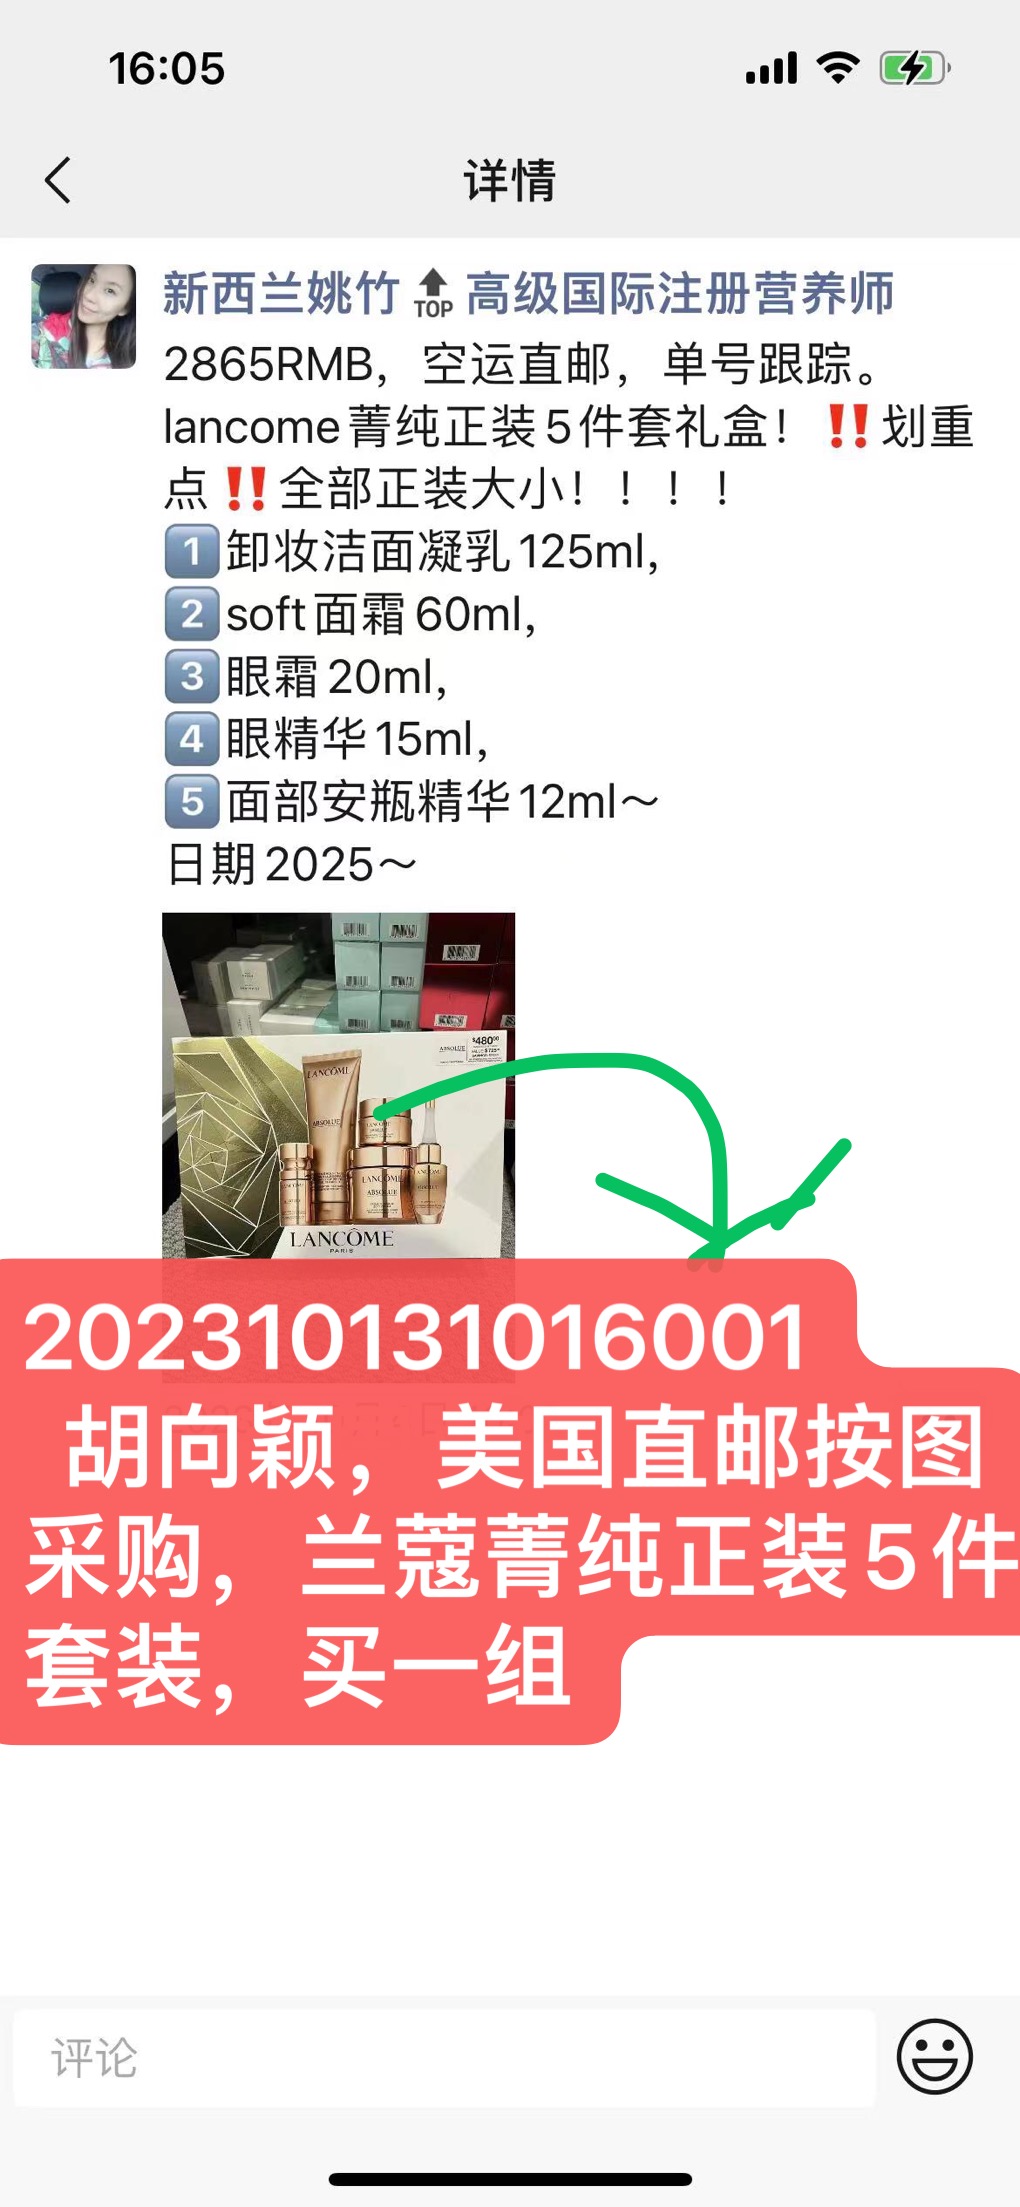 16:05
详情
新西兰姚竹🔝高级国际注册营养师
2865RMB，空运直邮，单号跟踪。
lancome菁纯正装5件套礼盒！‼️划重
点‼️全部正装大小！！！！
1️⃣卸妆洁面凝乳125ml，
2️⃣soft面霜60ml，
3️⃣眼霜20ml，
4️⃣眼精华15ml，
5️⃣面部安瓶精华12ml～
日期2025～
$480⁰⁰
ABSOLUE
LANCÔME
ABSOLUE
LANCÔME
ABSOLUE
LANCÔME
PARIS
202310131016001
胡向颖，美国直邮按图
采购，兰蔻菁纯正装5件
套装，买一组
评论